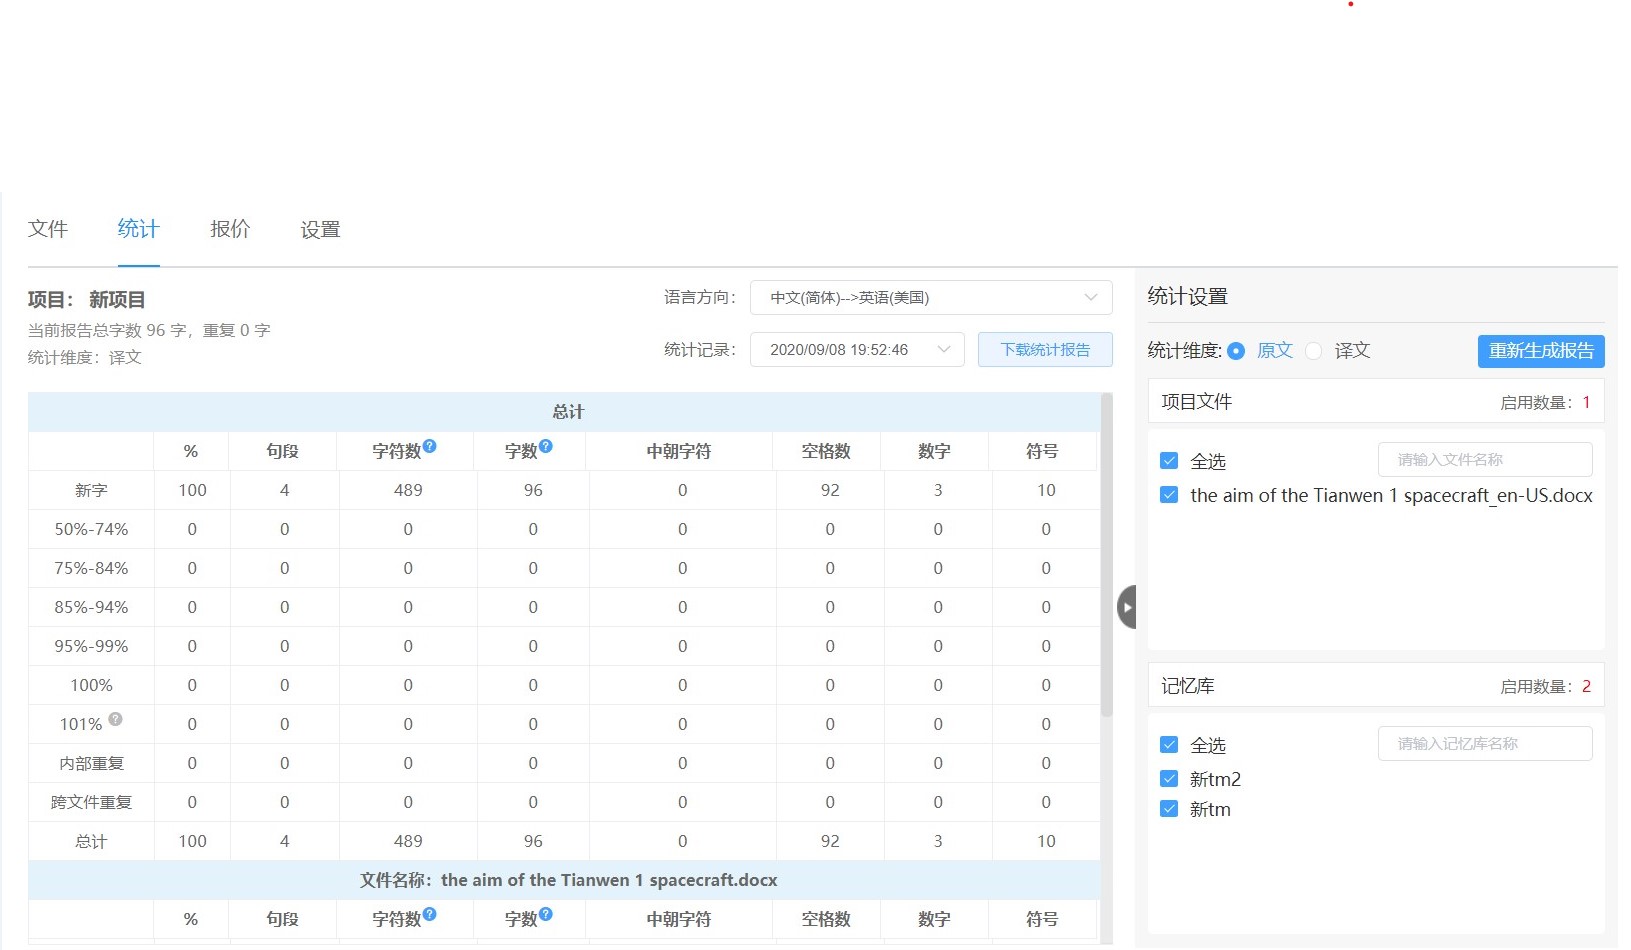 文件 统计 报价 设置
项目： 新项目
当前报告总字数 96 字，重复 0 字
统计维度：译文
语言方向： 中文(简体)-->英语(美国)
统计记录： 2020/09/08 19:52:46 下载统计报告
总计
% 句段 字符数? 字数? 中朝字符 空格数 数字 符号
新字 100 4 489 96 0 92 3 10
50%-74% 0 0 0 0 0 0 0 0
75%-84% 0 0 0 0 0 0 0 0
85%-94% 0 0 0 0 0 0 0 0
95%-99% 0 0 0 0 0 0 0 0
100% 0 0 0 0 0 0 0 0
101% ? 0 0 0 0 0 0 0 0
内部重复 0 0 0 0 0 0 0 0
跨文件重复 0 0 0 0 0 0 0 0
总计 100 4 489 96 0 92 3 10
文件名称：the aim of the Tianwen 1 spacecraft.docx
% 句段 字符数? 字数? 中朝字符 空格数 数字 符号
统计设置
统计维度: 原文 译文 重新生成报告
项目文件 启用数量：1
全选 请输入文件名称
the aim of the Tianwen 1 spacecraft_en-US.docx
记忆库 启用数量：2
全选 请输入记忆库名称
新tm2
新tm